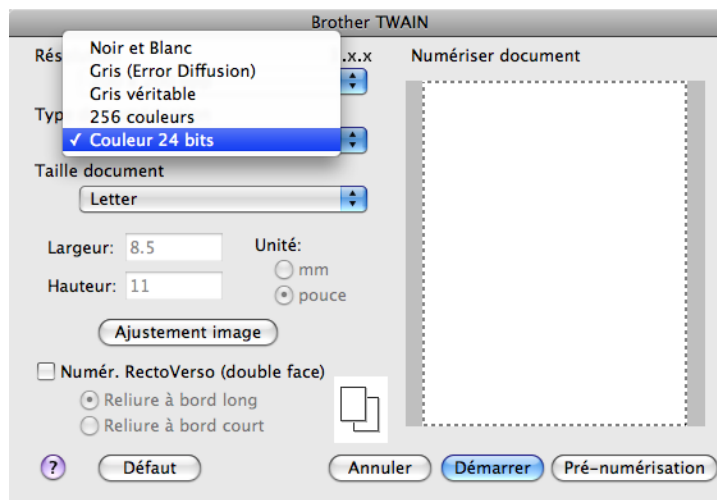 Brother TWAIN
Rés
.x.x
Noir et Blanc
Gris (Error Diffusion)
Gris véritable
256 couleurs
✓ Couleur 24 bits
Typ
Taille document
Letter
Largeur: 8.5
Hauteur: 11
Unité:
mm
pouce
Ajustement image
Numér. RectoVerso (double face)
Reliure à bord long
Reliure à bord court
Numériser document
?
Défaut
Annuler
Démarrer
Pré-numérisation